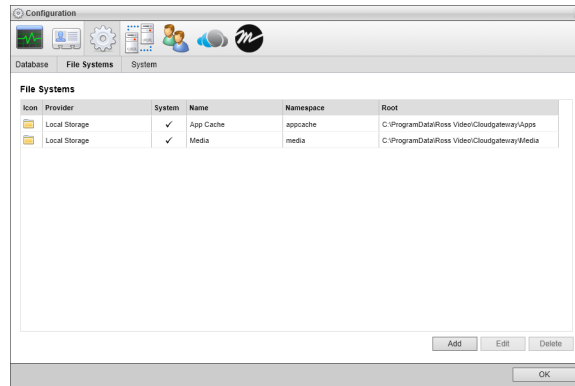 Configuration
Database File Systems System
File Systems
Icon Provider System Name Namespace Root
Local Storage ✓ App Cache appcache C:\ProgramData\Ross Video\Cloudgateway\Apps
Local Storage ✓ Media media C:\ProgramData\Ross Video\Cloudgateway\Media
Add Edit Delete
OK